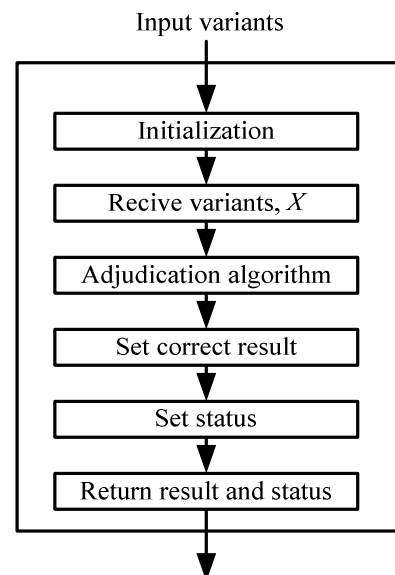 Input variants
Initialization
Recive variants, X
Adjudication algorithm
Set correct result
Set status
Return result and status